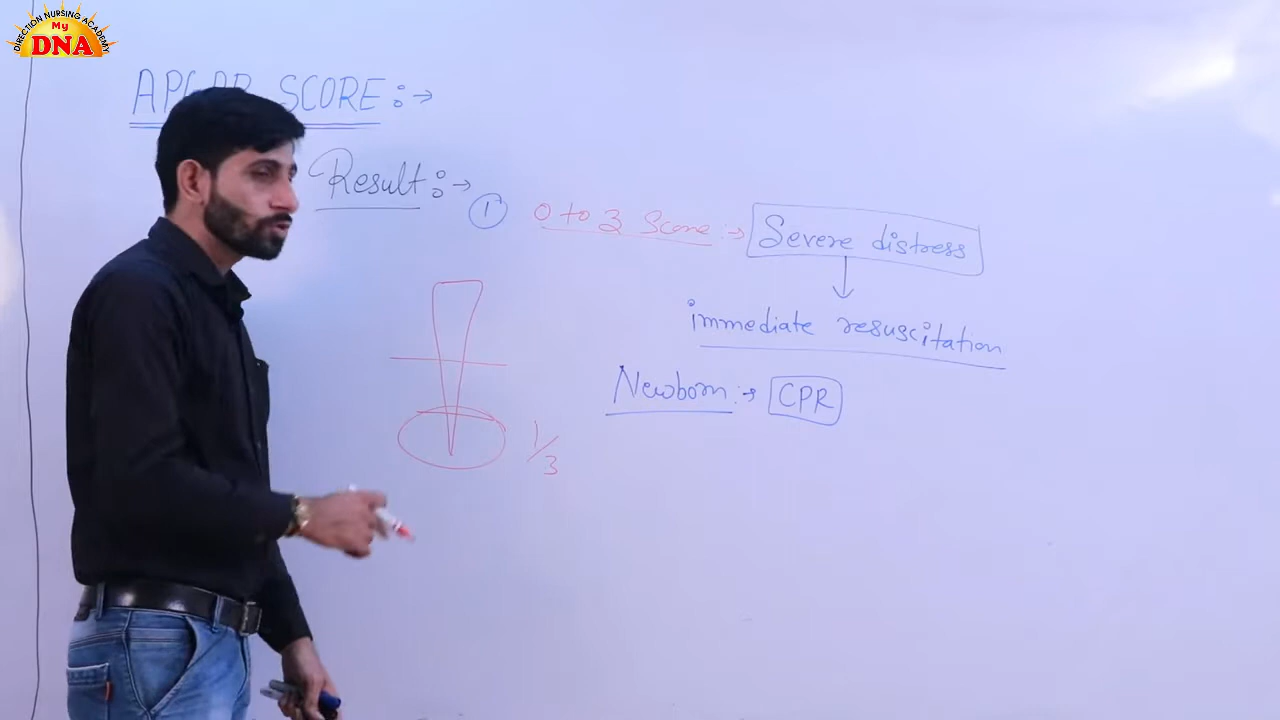 DIRECTION NURSING ACADEMY
My
DNA
SCORE :→
Result :→
1 0 to 3 Score :→ Severe distress
immediate resuscitation
Newborn :→ CPR
1/3